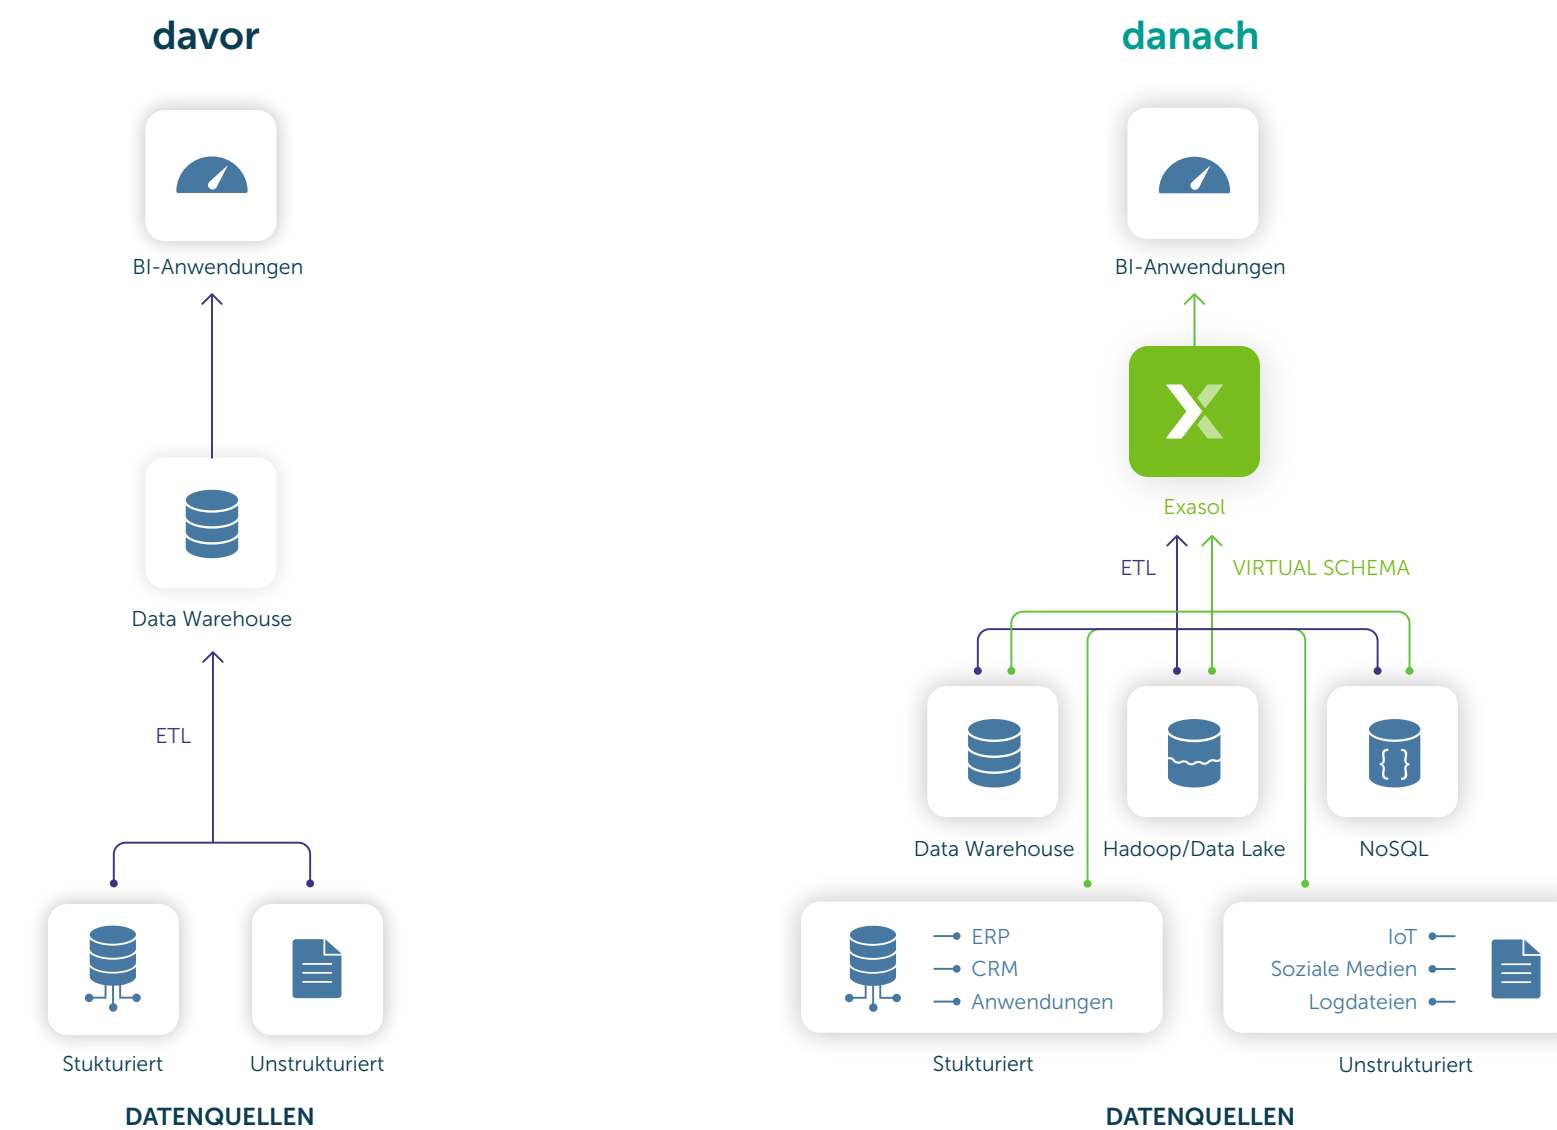 davor
BI-Anwendungen
Data Warehouse
ETL
Stukturiert
Unstrukturiert
DATENQUELLEN
danach
BI-Anwendungen
Exasol
ETL
VIRTUAL SCHEMA
Data Warehouse
Hadoop/Data Lake
NoSQL
ERP
CRM
Anwendungen
IoT
Soziale Medien
Logdateien
Stukturiert
Unstrukturiert
DATENQUELLEN